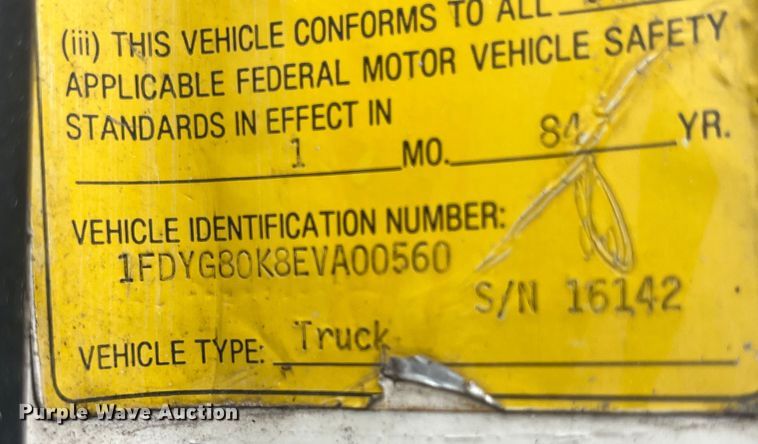 (iii) THIS VEHICLE CONFORMS TO ALL
APPLICABLE FEDERAL MOTOR VEHICLE SAFETY
STANDARDS IN EFFECT IN
1 MO. 84 YR.
VEHICLE IDENTIFICATION NUMBER:
1FDYG80K8EVA00560
S/N 16142
VEHICLE TYPE: Truck
Purple Wave Auction